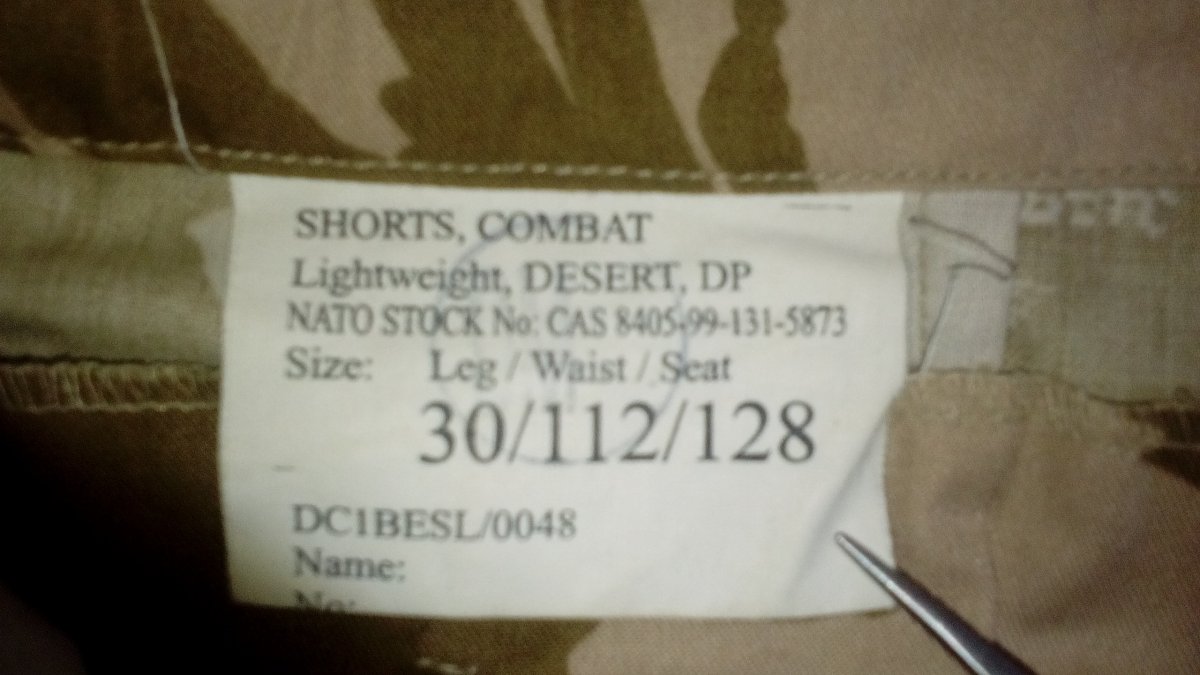 SHORTS, COMBAT
Lightweight, DESERT, DP
NATO STOCK No: CAS 8405-99-131-5873
Size: Leg / Waist / Seat
30/112/128
DC1BESL/0048
Name:
No: